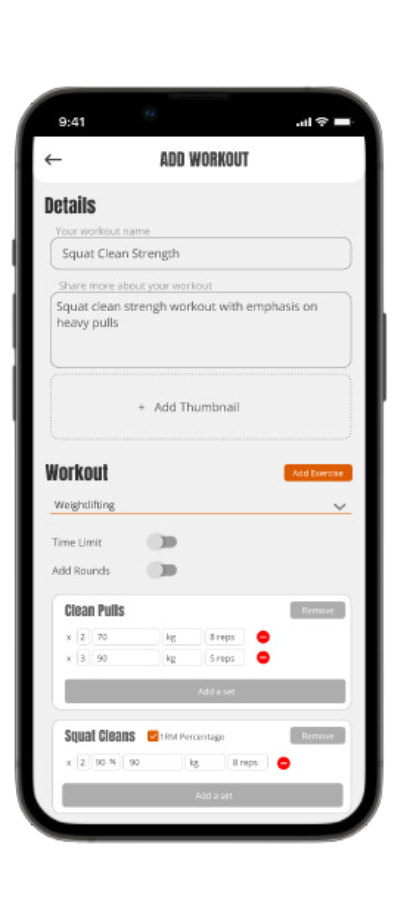 9:41
ADD WORKOUT
Details
Your workout name
Squat Clean Strength
Share more about your workout
Squat clean strengh workout with emphasis on
heavy pulls
+ Add Thumbnail
Workout
Add Exercise
Weightlifting
Time Limit
Add Rounds
Clean Pulls
Remove
x 2 70 kg 8 reps
x 3 90 kg 5 reps
Add a set
Squat Cleans 1RM Percentage
Remove
x 2 90 % 90 kg 8 reps
Add a set